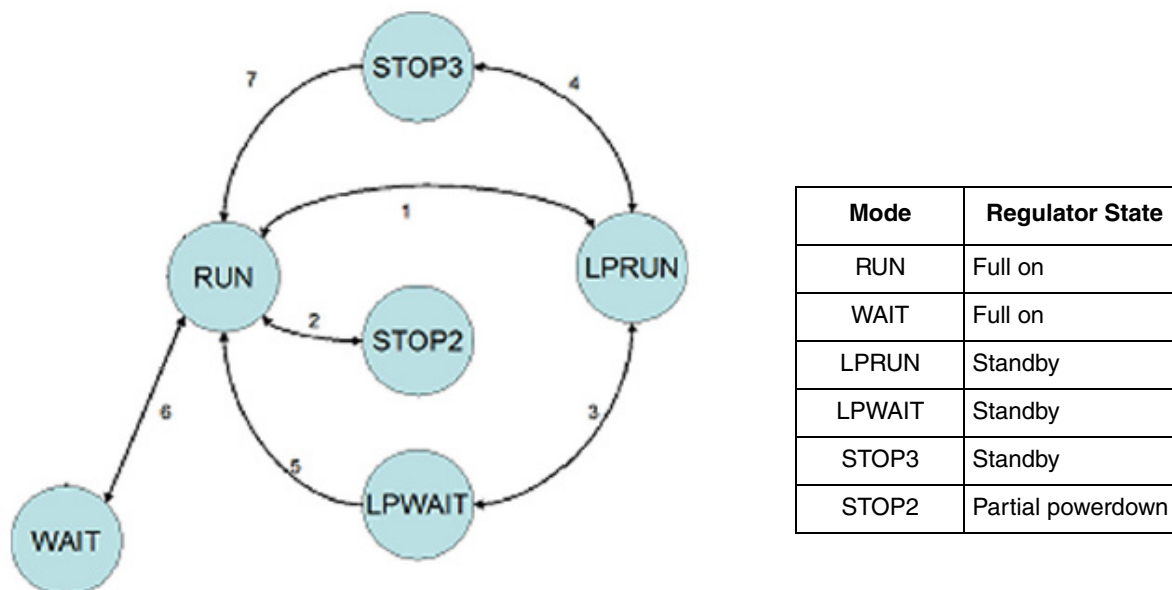 STOP3
7
4
1
RUN
LPRUN
2
STOP2
6
3
5
LPWAIT
WAIT
Mode Regulator State
RUN Full on
WAIT Full on
LPRUN Standby
LPWAIT Standby
STOP3 Standby
STOP2 Partial powerdown